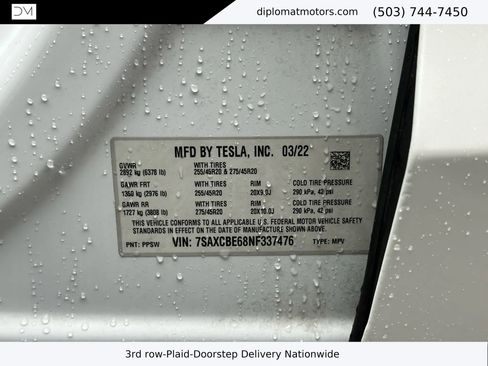 DM
diplomatmotors.com (503) 744-7450
MFD BY TESLA, INC. 03/22
GVWR WITH TIRES
2892 kg (6378 lb) 255/45R20 & 275/45R20
GAWR FRT WITH TIRES RIM COLD TIRE PRESSURE
1350 kg (2976 lb) 255/45R20 20X9.0J 290 kPa, 42 psi
GAWR RR WITH TIRES RIM COLD TIRE PRESSURE
1727 kg (3808 lb) 275/45R20 20X10.0J 290 kPa, 42 psi
THIS VEHICLE CONFORMS TO ALL APPLICABLE U.S. FEDERAL MOTOR VEHICLE SAFETY
STANDARDS IN EFFECT ON THE DATE OF MANUFACTURE SHOWN ABOVE.
PNT: PPSW VIN: 7SAXCBE68NF337476 TYPE: MPV
3rd row-Plaid-Doorstep Delivery Nationwide